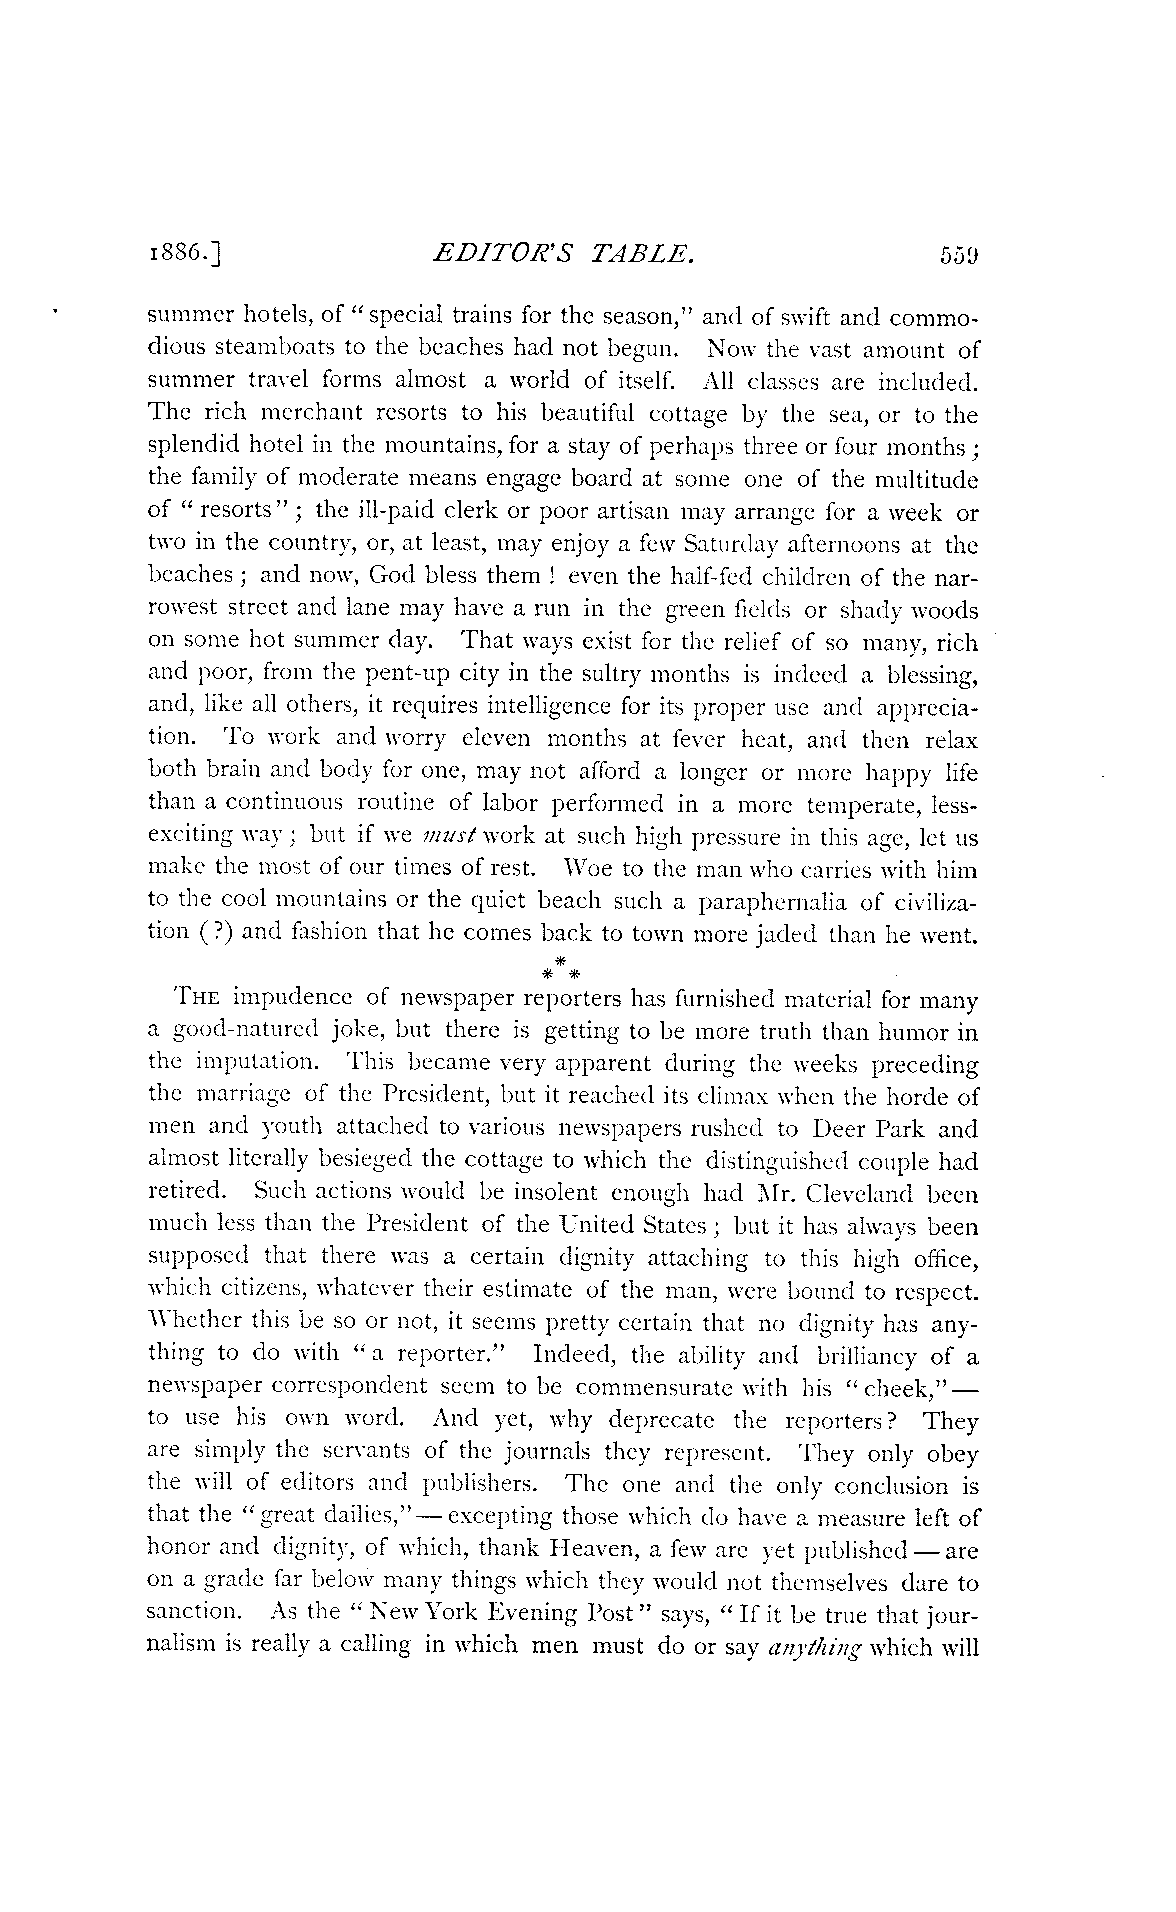 1886.] EDITOR'S TABLE. 559
summer hotels, of "special trains for the season," and of swift and commo-
dious steamboats to the beaches had not begun. Now the vast amount of
summer travel forms almost a world of itself. All classes are included.
The rich merchant resorts to his beautiful cottage by the sea, or to the
splendid hotel in the mountains, for a stay of perhaps three or four months;
the family of moderate means engage board at some one of the multitude
of "resorts"; the ill-paid clerk or poor artisan may arrange for a week or
two in the country, or, at least, may enjoy a few Saturday afternoons at the
beaches; and now, God bless them! even the half-fed children of the nar-
rowest street and lane may have a run in the green fields or shady woods
on some hot summer day. That ways exist for the relief of so many, rich
and poor, from the pent-up city in the sultry months is indeed a blessing,
and, like all others, it requires intelligence for its proper use and apprecia-
tion. To work and worry eleven months at fever heat, and then relax
both brain and body for one, may not afford a longer or more happy life
than a continuous routine of labor performed in a more temperate, less-
exciting way; but if we must work at such high pressure in this age, let us
make the most of our times of rest. Woe to the man who carries with him
to the cool mountains or the quiet beach such a paraphernalia of civiliza-
tion (?) and fashion that he comes back to town more jaded than he went.
***
THE impudence of newspaper reporters has furnished material for many
a good-natured joke, but there is getting to be more truth than humor in
the imputation. This became very apparent during the weeks preceding
the marriage of the President, but it reached its climax when the horde of
men and youth attached to various newspapers rushed to Deer Park and
almost literally besieged the cottage to which the distinguished couple had
retired. Such actions would be insolent enough had Mr. Cleveland been
much less than the President of the United States; but it has always been
supposed that there was a certain dignity attaching to this high office,
which citizens, whatever their estimate of the man, were bound to respect.
Whether this be so or not, it seems pretty certain that no dignity has any-
thing to do with "a reporter." Indeed, the ability and brilliancy of a
newspaper correspondent seem to be commensurate with his "cheek,"—
to use his own word. And yet, why deprecate the reporters? They
are simply the servants of the journals they represent. They only obey
the will of editors and publishers. The one and the only conclusion is
that the "great dailies,"—excepting those which do have a measure left of
honor and dignity, of which, thank Heaven, a few are yet published—are
on a grade far below many things which they would not themselves dare to
sanction. As the "New York Evening Post" says, "If it be true that jour-
nalism is really a calling in which men must do or say anything which will